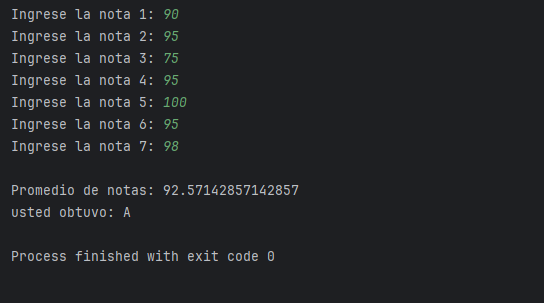 Ingrese la nota 1: 90
Ingrese la nota 2: 95
Ingrese la nota 3: 75
Ingrese la nota 4: 95
Ingrese la nota 5: 100
Ingrese la nota 6: 95
Ingrese la nota 7: 98
Promedio de notas: 92.57142857142857
usted obtuvo: A
Process finished with exit code 0